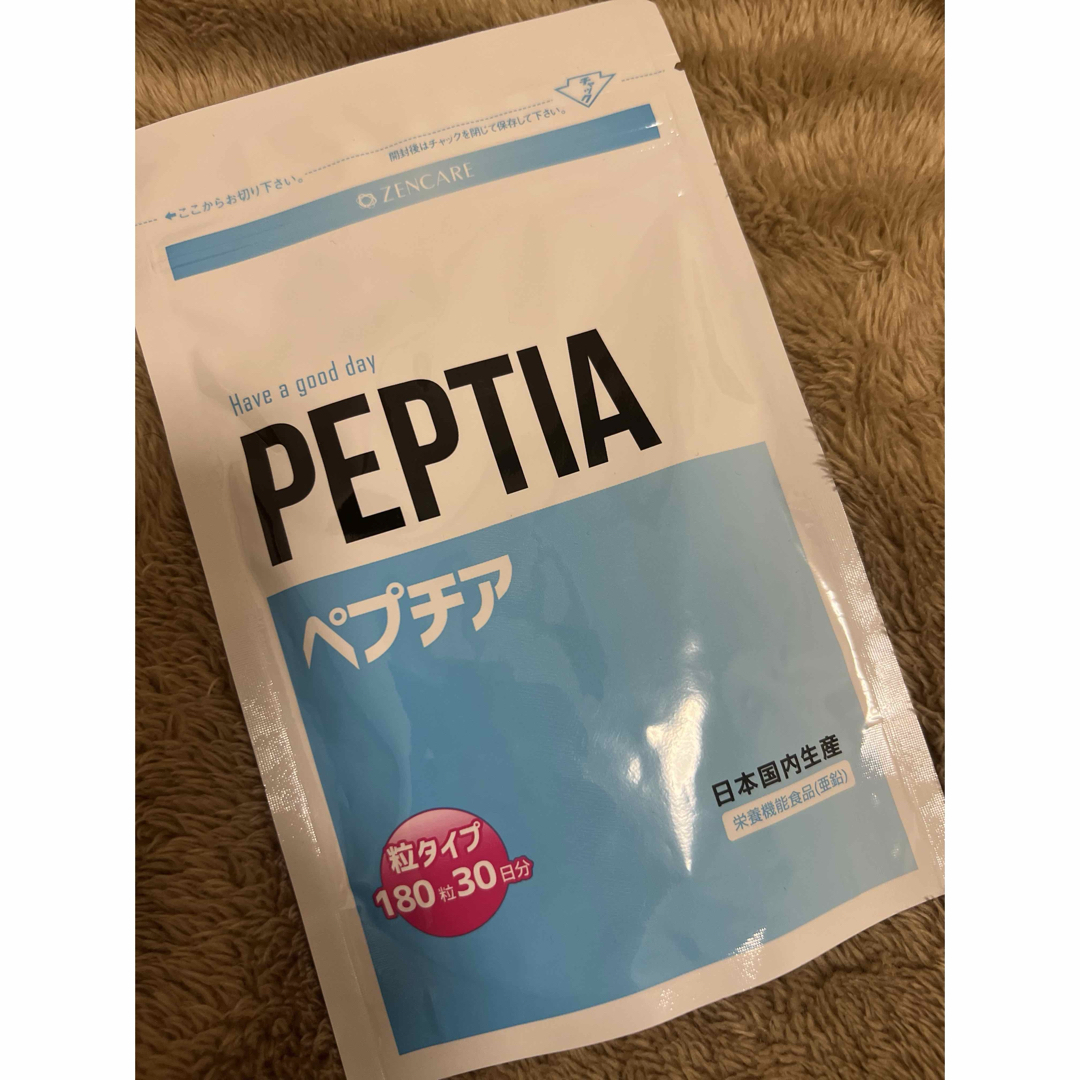 チャック
開封後はチャックを閉じて保存して下さい。
←ここからお切り下さい。
ZENCARE
Have a good day
PEPTIA
ペプチア
日本国内生産
栄養機能食品(亜鉛)
粒タイプ
180粒30日分